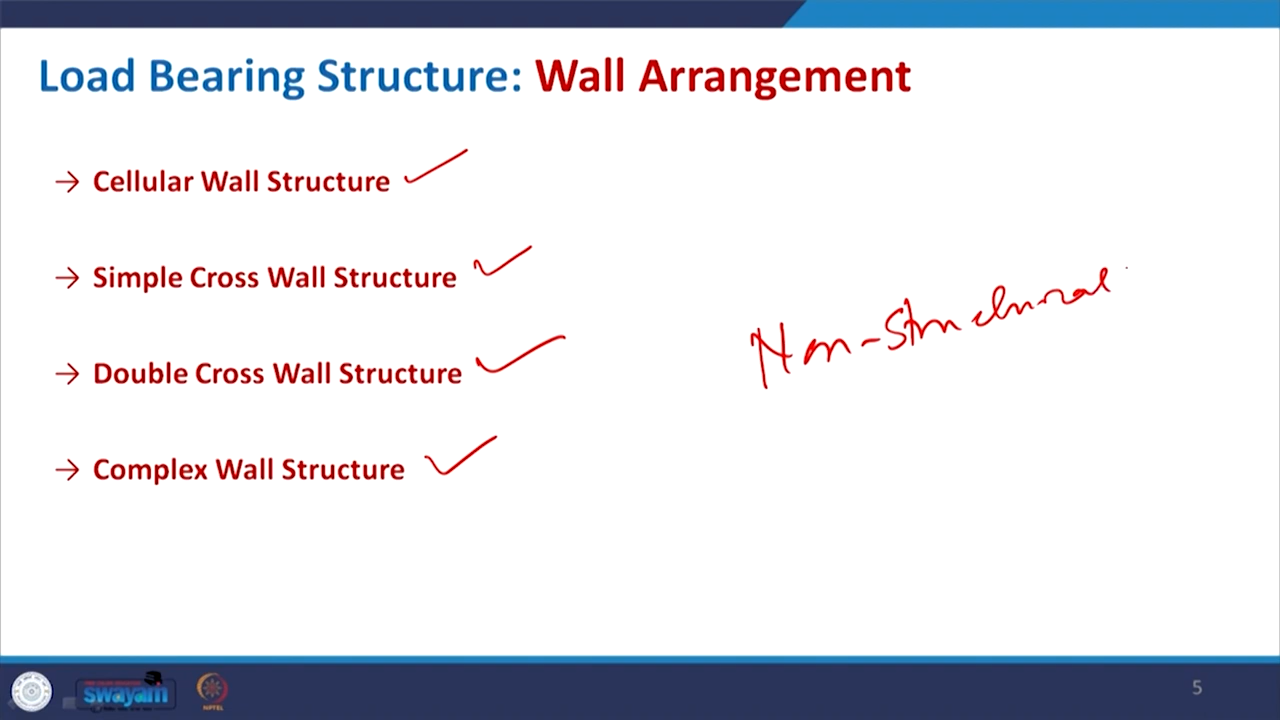 Load Bearing Structure: Wall Arrangement
→ Cellular Wall Structure
→ Simple Cross Wall Structure
Non-Structural
→ Double Cross Wall Structure
→ Complex Wall Structure
swayam
NPTEL
5